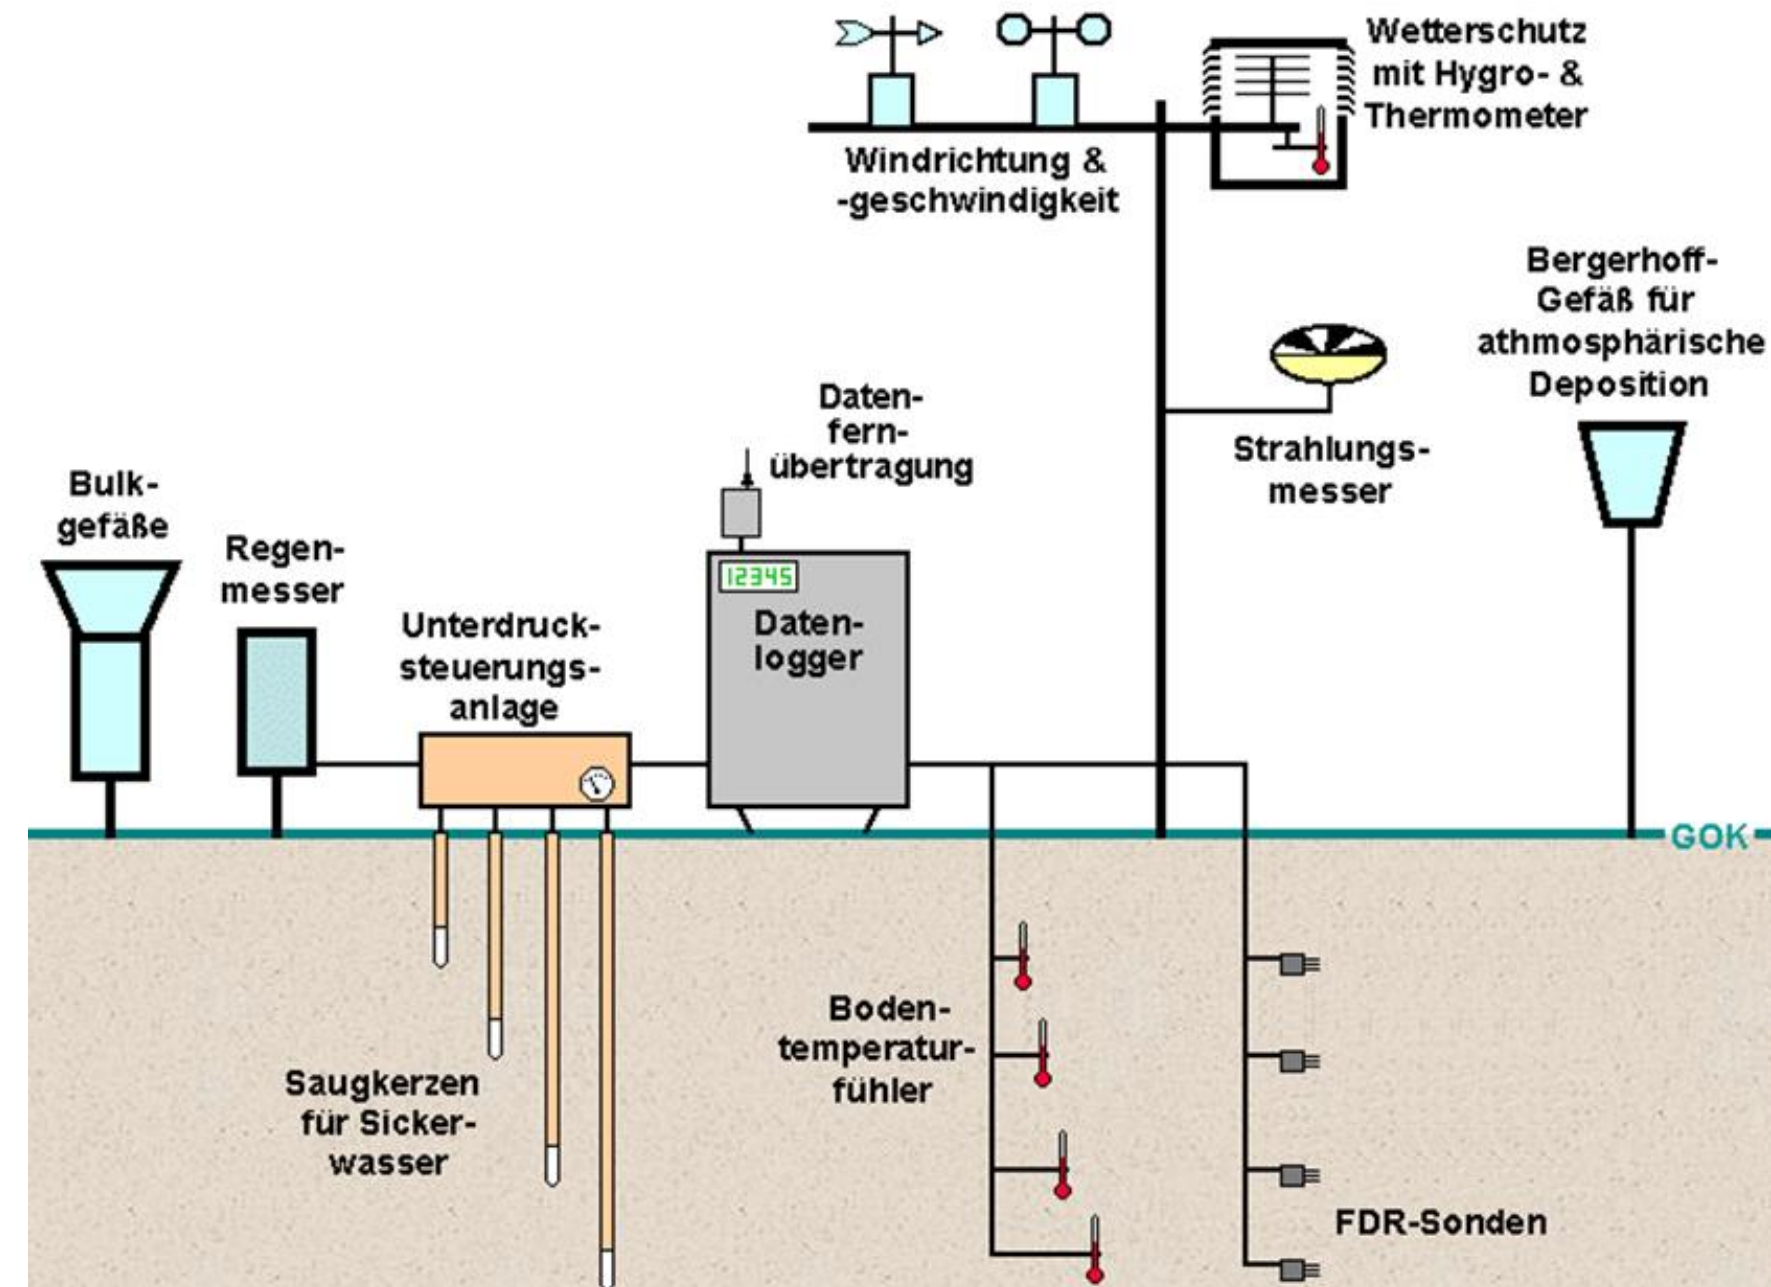 Wetterschutz
mit Hygro- &
Thermometer
Windrichtung &
-geschwindigkeit
Bergerhoff-
Gefäß für
athmosphärische
Deposition
Daten-
fern-
übertragung
Strahlungs-
messer
Bulk-
gefäße
Regen-
messer
12345
Unterdruck-
steuerungs-
anlage
Daten-
logger
GOK
Boden-
temperatur-
fühler
Saugkerzen
für Sicker-
wasser
FDR-Sonden